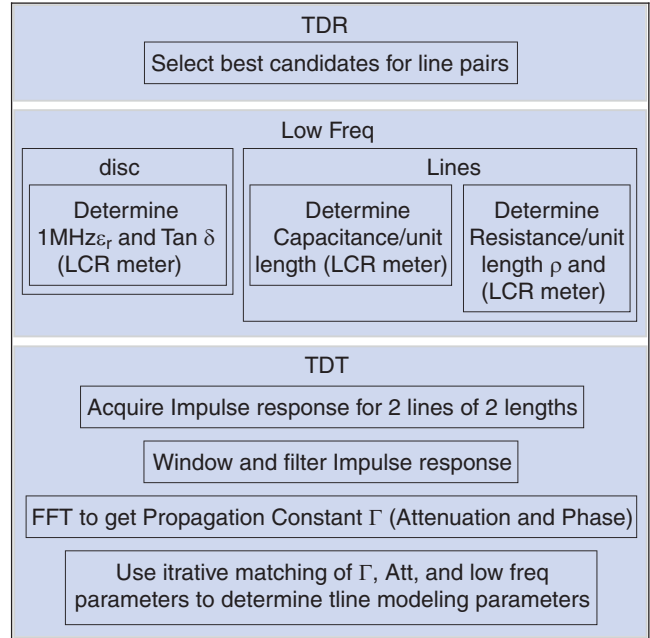 TDR
Select best candidates for line pairs
Low Freq
disc
Determine
1MHzεr and Tan δ
(LCR meter)
Lines
Determine
Capacitance/unit
length (LCR meter)
Determine
Resistance/unit
length ρ and
(LCR meter)
TDT
Acquire Impulse response for 2 lines of 2 lengths
Window and filter Impulse response
FFT to get Propagation Constant Γ (Attenuation and Phase)
Use itrative matching of Γ, Att, and low freq
parameters to determine tline modeling parameters